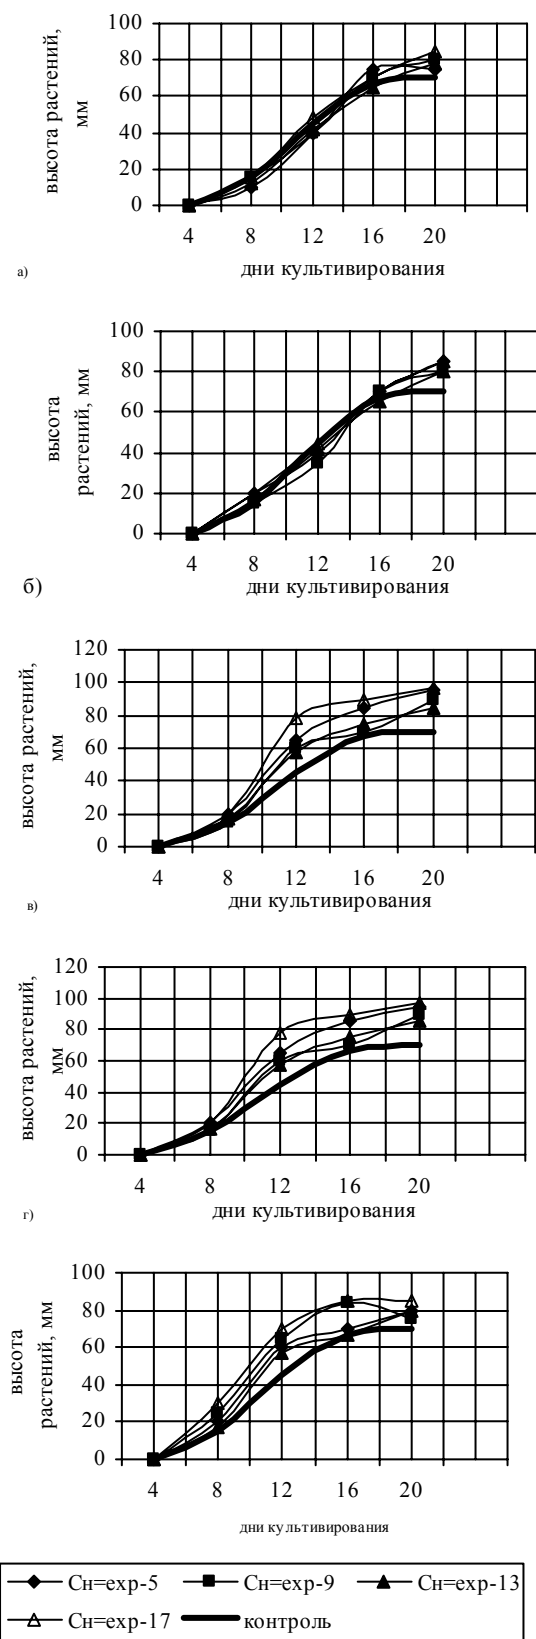 100
80
60
40
20
0
высота растений,
мм
4 8 12 16 20
дни культивирования
а)
100
80
60
40
20
0
высота
растений, мм
4 8 12 16 20
дни культивирования
б)
120
100
80
60
40
20
0
высота растений,
мм
4 8 12 16 20
дни культивирования
в)
120
100
80
60
40
20
0
высота растений,
мм
4 8 12 16 20
дни культивирования
г)
100
80
60
40
20
0
высота
растений, мм
4 8 12 16 20
дни культивирования
Сн=exp-5 Сн=exp-9 Сн=exp-13
Сн=exp-17 контроль